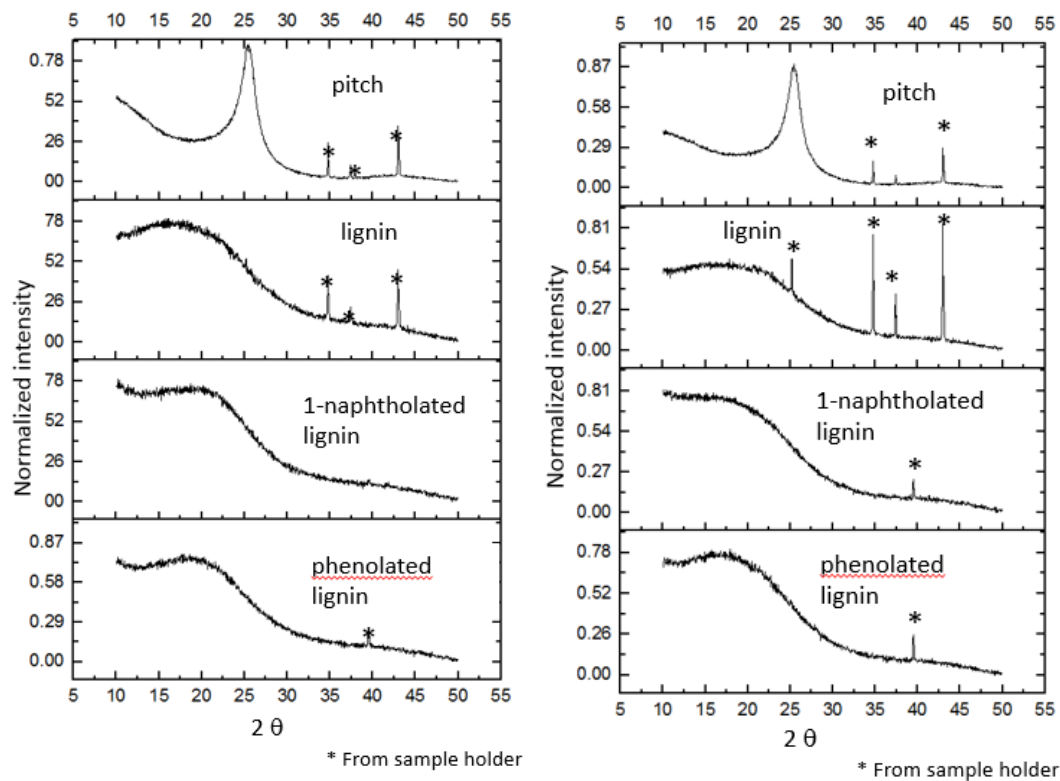 5 10 15 20 25 30 35 40 45 50 55
0.78
52
26
00
pitch
*
*
*
78
52
26
00
lignin
*
*
*
78
52
26
00
1-naphtholated
lignin
0.87
0.58
0.29
0.00
phenolated
lignin
*
5 10 15 20 25 30 35 40 45 50 55
2 θ
Normalized intensity
* From sample holder
5 10 15 20 25 30 35 40 45 50 55
0.87
0.58
0.29
0.00
pitch
*
*
0.81
0.54
0.27
0.00
lignin
*
*
*
*
0.81
0.54
0.27
0.00
1-naphtholated
lignin
*
0.78
0.52
0.26
0.00
phenolated
lignin
*
5 10 15 20 25 30 35 40 45 50 55
2 θ
Normalized intensity
* From sample holder